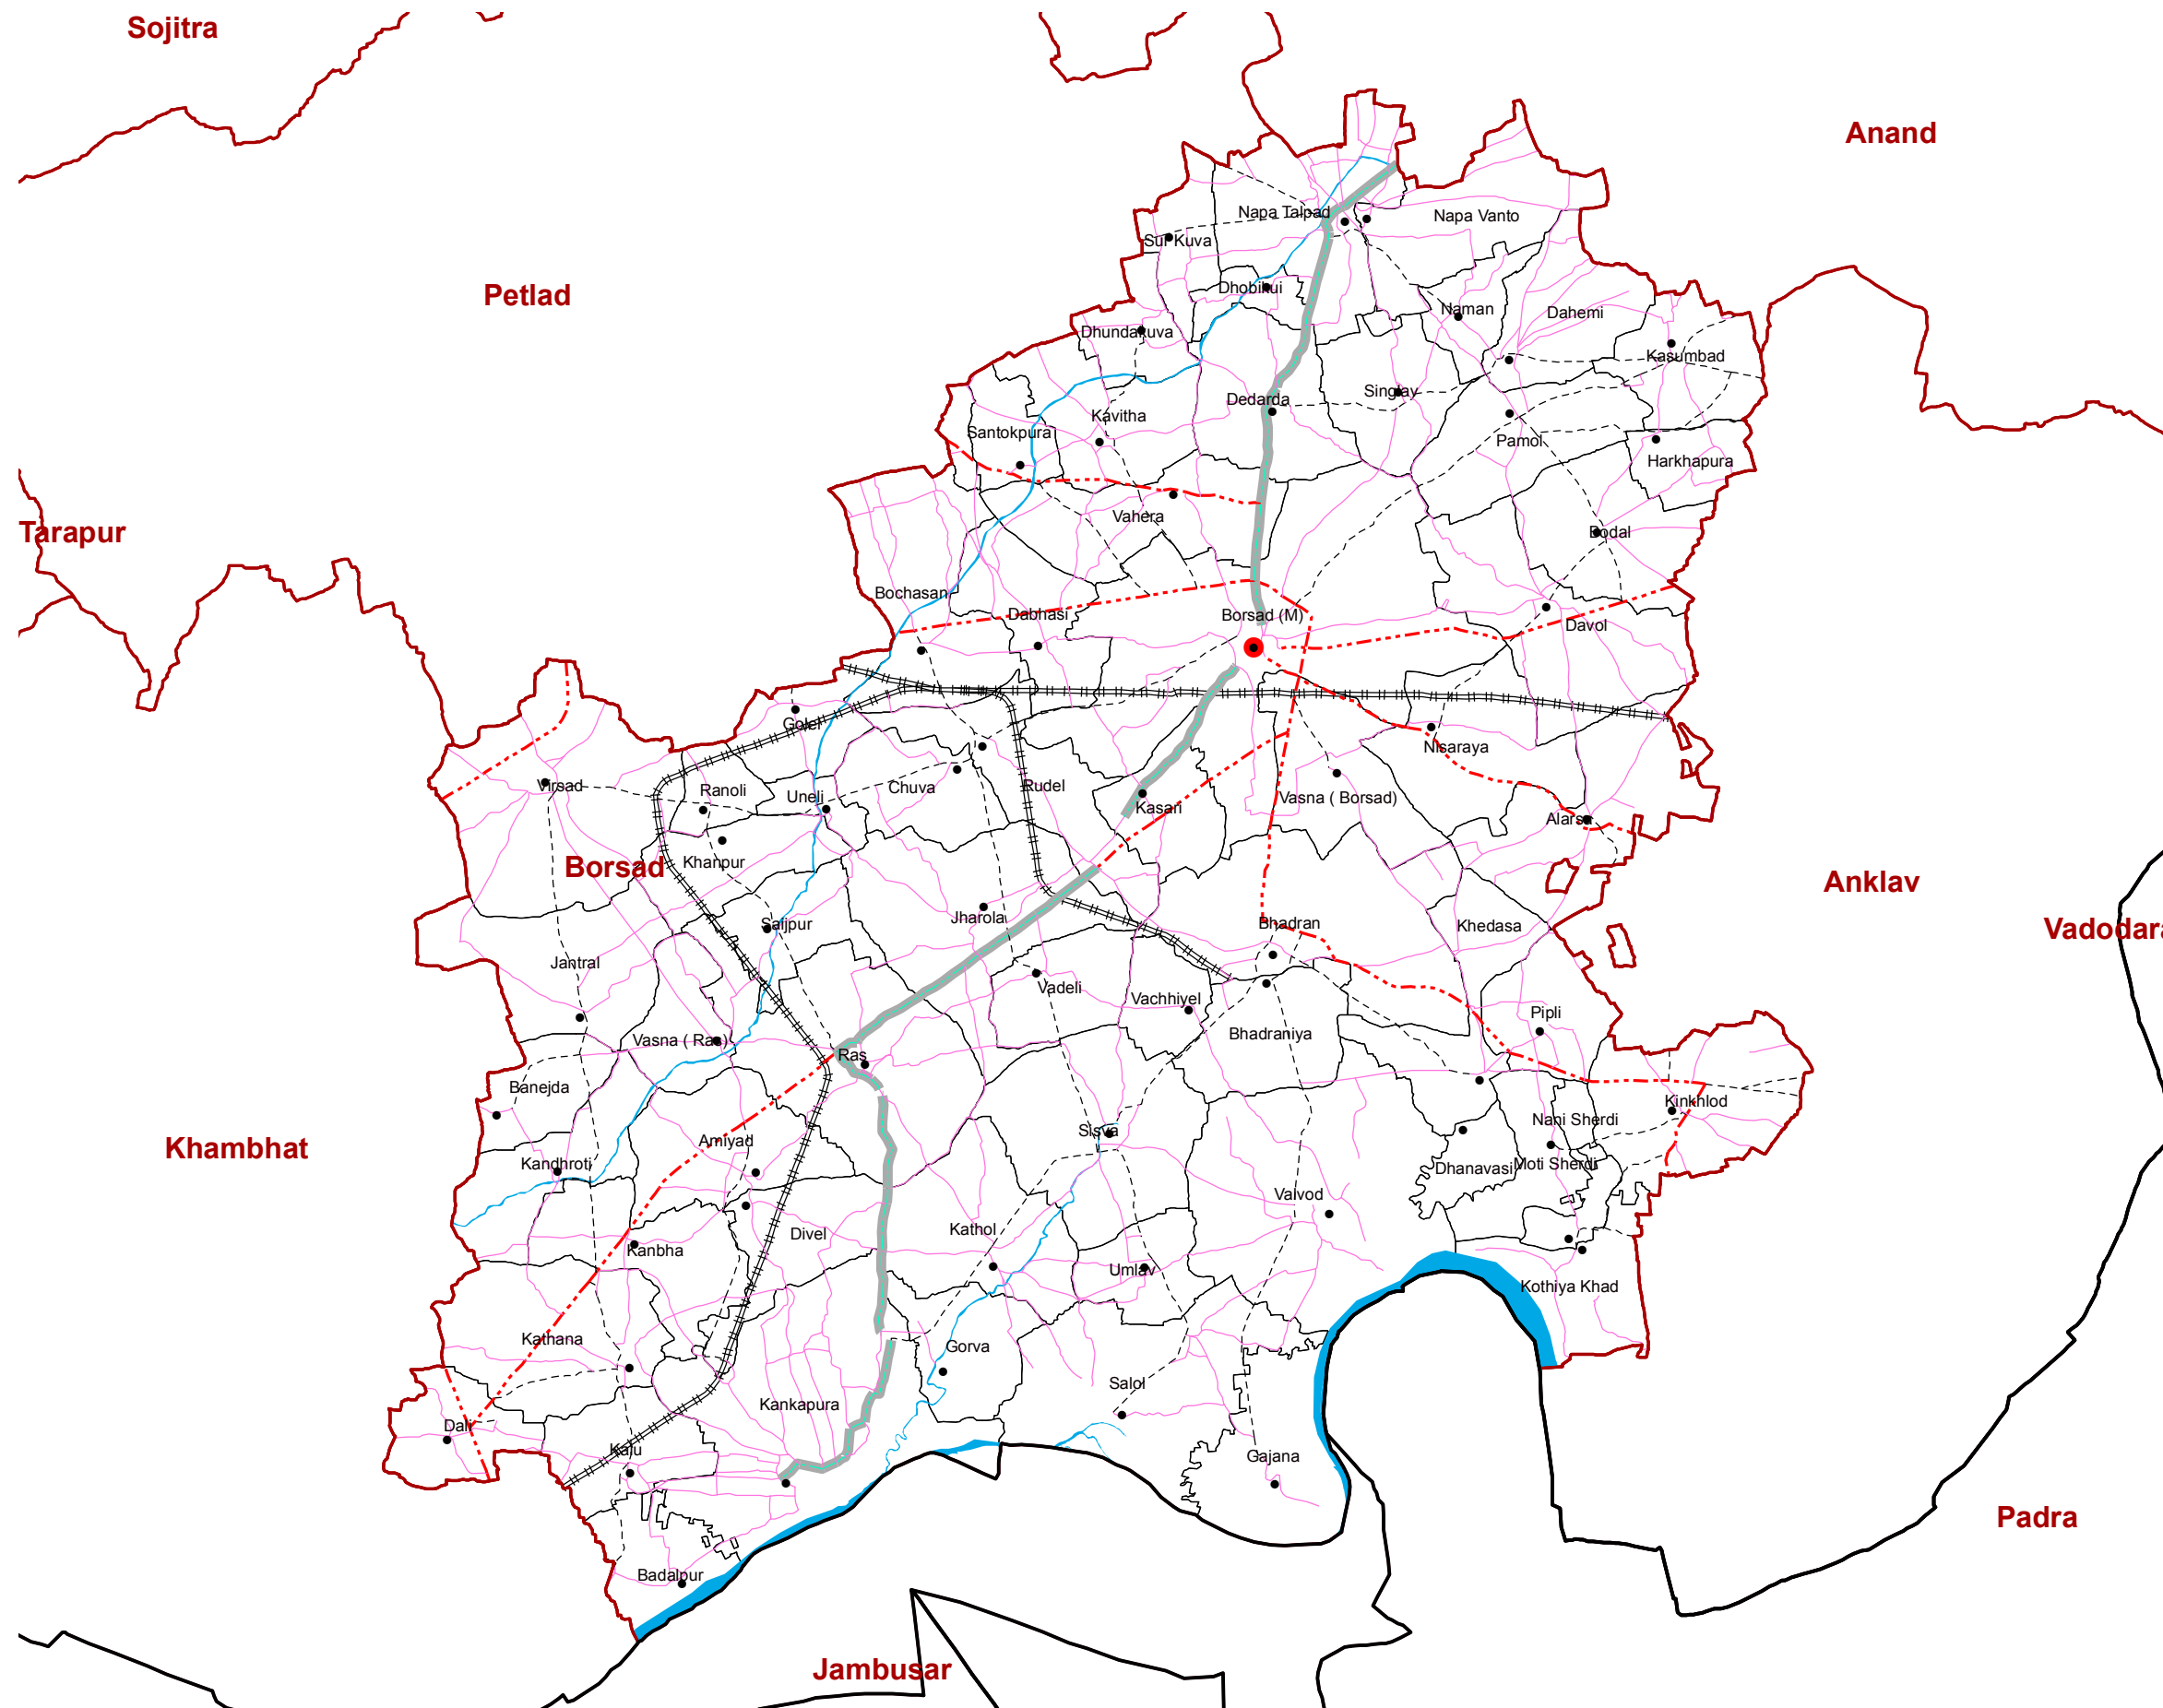 Sojitra
Anand
Napa Talpad
Napa Vanto
Sur Kuva
Petlad
Dhobikui
Naman
Dahemi
Dhundakuva
Kasumbad
Singlay
Dedarda
Kavitha
Santokpura
Pamol
Harkhapura
Vahera
Tarapur
Bodal
Bochasan
Dabhasi
Borsad (M)
Davol
Golel
Nisaraya
Virsad
Ranoli
Uneli
Chuva
Rudel
Kasari
Vasna ( Borsad)
Alarsa
Khanpur
Borsad
Anklav
Saijpur
Jharola
Bhadran
Khedasa
Vadodara
Jantral
Vadeli
Vachhiyel
Pipli
Vasna ( Ras)
Bhadraniya
Ras
Banejda
Kinkhlod
Nani Sherdi
Sisva
Amiyad
Khambhat
Kandhroti
Dhanavasi
Moti Sherdi
Valvod
Divel
Kathol
Kanbha
Umlav
Kothiya Khad
Kathana
Gorva
Salol
Kankapura
Dali
Kalu
Gajana
Padra
Badalpur
Jambusar